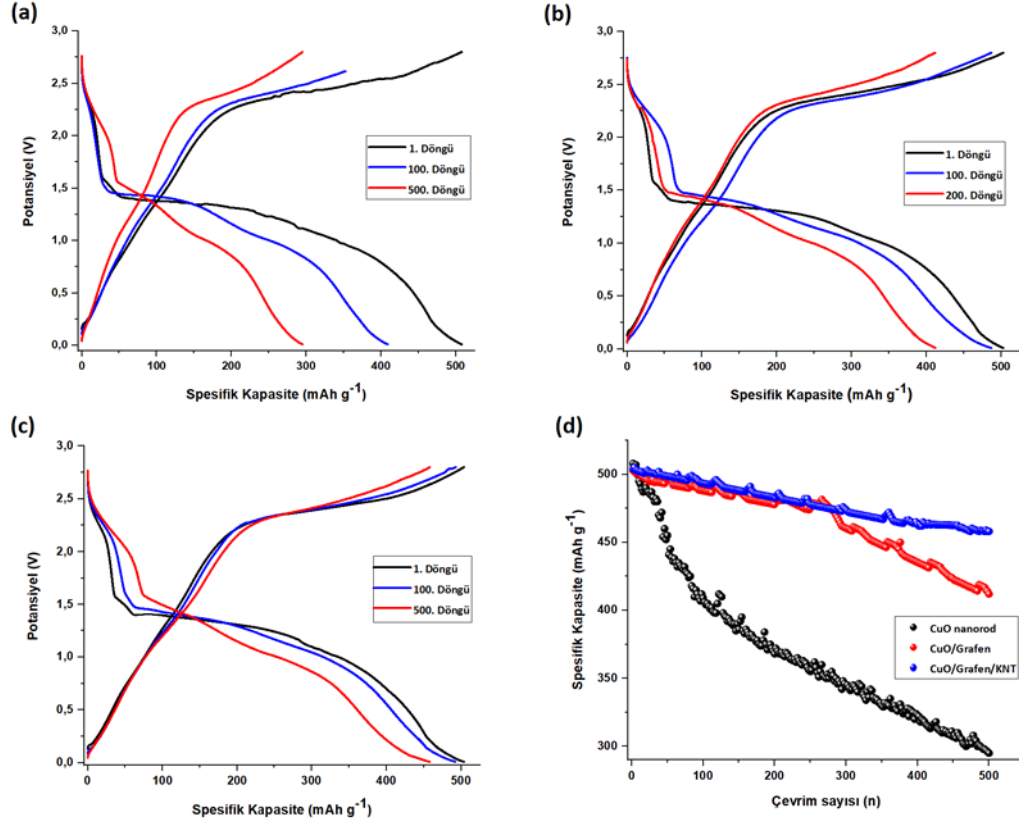 (a)
3,0
2,5
2,0
1,5
1,0
0,5
0,0
Potansiyel (V)
1. Döngü
100. Döngü
500. Döngü
0 100 200 300 400 500
Spesifik Kapasite (mAh g-1)
(b)
3,0
2,5
2,0
1,5
1,0
0,5
0,0
Potansiyel (V)
1. Döngü
100. Döngü
200. Döngü
0 100 200 300 400 500
Spesifik Kapasite (mAh g-1)
(c)
3,0
2,5
2,0
1,5
1,0
0,5
0,0
Potansiyel (V)
1. Döngü
100. Döngü
500. Döngü
0 100 200 300 400 500
Spesifik Kapasite (mAh g-1)
(d)
500
450
400
350
300
Spesifik Kapasite (mAh g-1)
CuO nanorod
CuO/Grafen
CuO/Grafen/KNT
0 100 200 300 400 500
Çevrim sayısı (n)